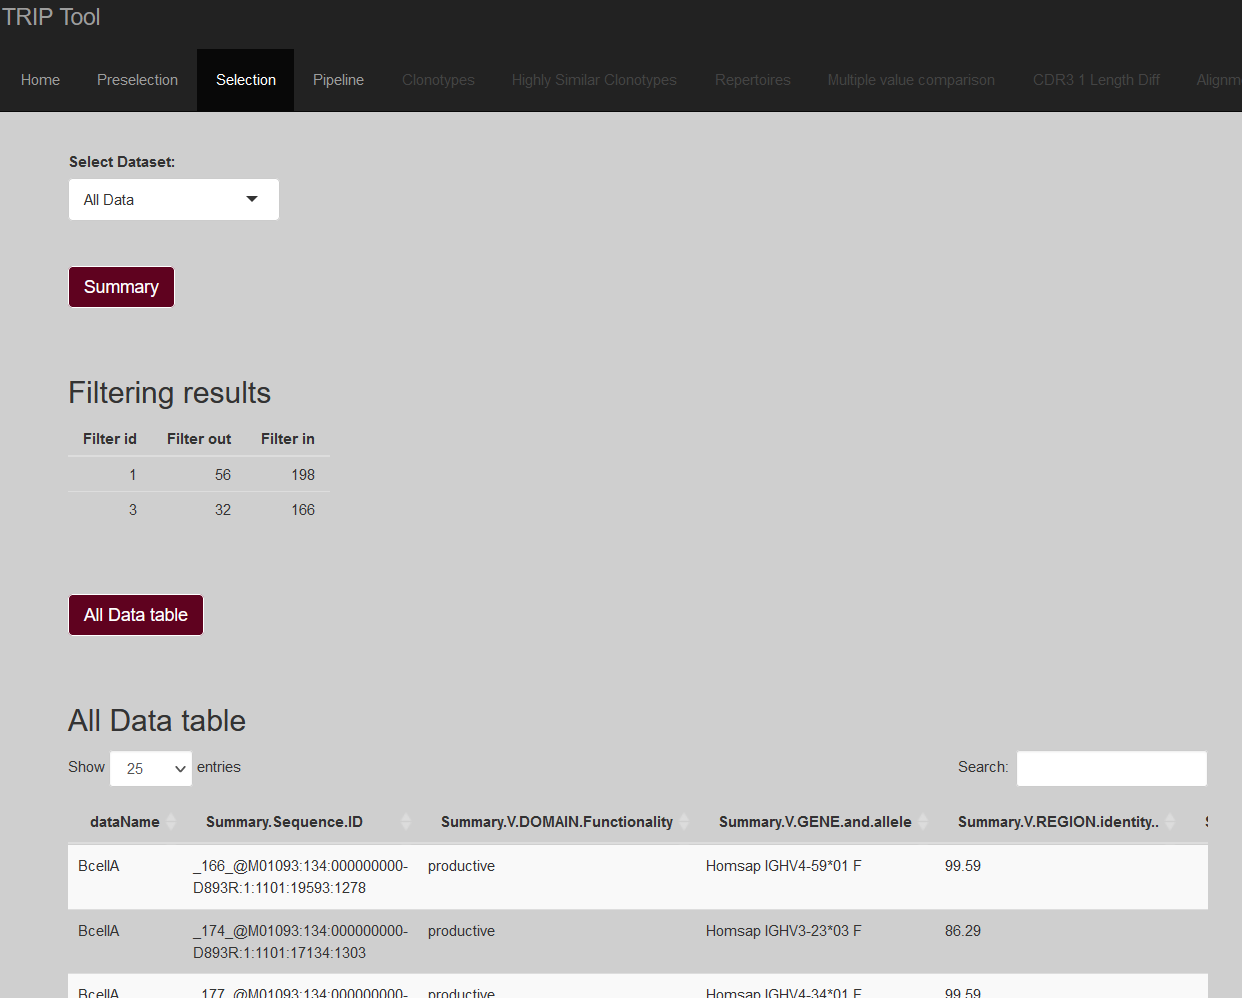 TRIP Tool
Home Preselection Selection Pipeline Clonotypes Highly Similar Clonotypes Repertoires Multiple value comparison CDR3 1 Length Diff Alignm
Select Dataset:
All Data
Summary
Filtering results
Filter id Filter out Filter in
1 56 198
3 32 166
All Data table
All Data table
Show 25 entries Search:
dataName Summary.Sequence.ID Summary.V.DOMAIN.Functionality Summary.V.GENE.and.allele Summary.V.REGION.identity..
BcellA _166_@M01093:134:000000000- productive Homsap IGHV4-59*01 F 99.59
D893R:1:1101:19593:1278
BcellA _174_@M01093:134:000000000- productive Homsap IGHV3-23*03 F 86.29
D893R:1:1101:17134:1303
BcellA _177_@M01093:134:000000000- productive Homsap IGHV4-34*01 F 99.59